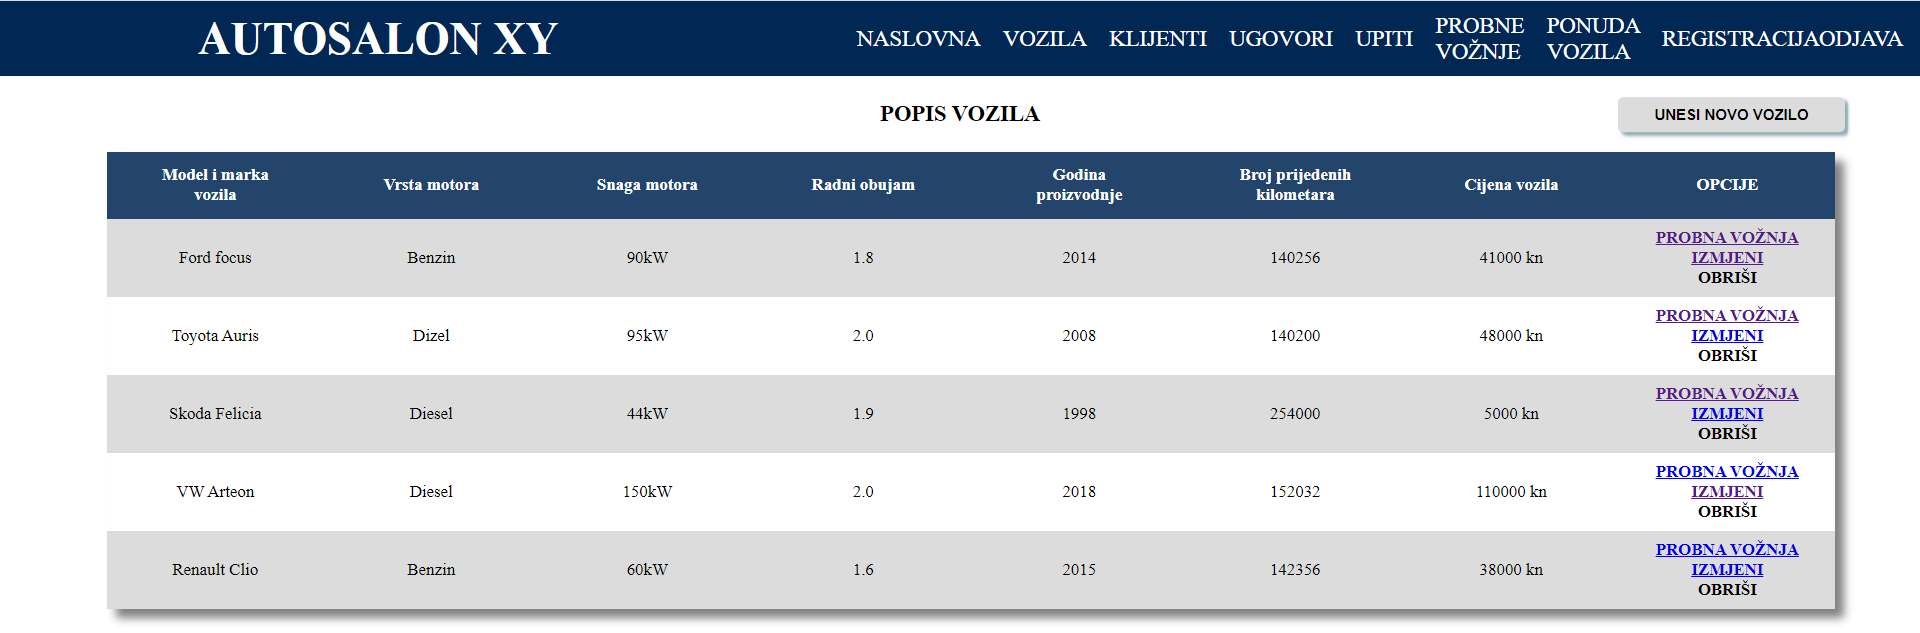 AUTOSALON XY
NASLOVNA VOZILA KLIJENTI UGOVORI UPITI PROBNE VOŽNJE PONUDA VOZILA REGISTRACIJAODJAVA
POPIS VOZILA
UNESI NOVO VOZILO
Model i marka vozila Vrsta motora Snaga motora Radni obujam Godina proizvodnje Broj prijeđenih kilometara Cijena vozila OPCIJE
Ford focus Benzin 90kW 1.8 2014 140256 41000 kn
PROBNA VOŽNJA
IZMJENI
OBRIŠI
Toyota Auris Dizel 95kW 2.0 2008 140200 48000 kn
PROBNA VOŽNJA
IZMJENI
OBRIŠI
Skoda Felicia Diesel 44kW 1.9 1998 254000 5000 kn
PROBNA VOŽNJA
IZMJENI
OBRIŠI
VW Arteon Diesel 150kW 2.0 2018 152032 110000 kn
PROBNA VOŽNJA
IZMJENI
OBRIŠI
Renault Clio Benzin 60kW 1.6 2015 142356 38000 kn
PROBNA VOŽNJA
IZMJENI
OBRIŠI